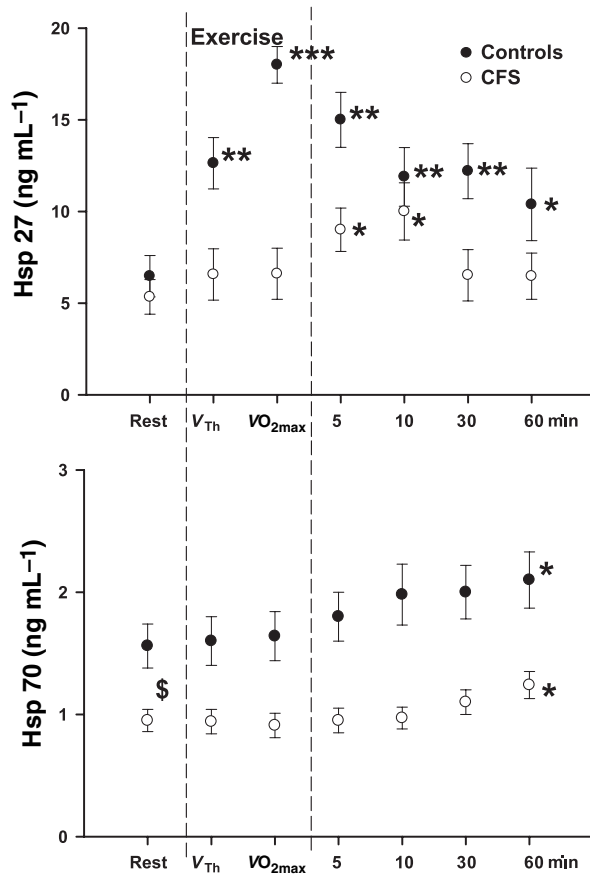 20
Exercise
***
Controls
CFS
**
**
**
**
*
*
*
15
10
5
0
Hsp 27 (ng mL⁻¹)
Rest VTh VO2max 5 10 30 60 min
3
2
1
0
Hsp 70 (ng mL⁻¹)
*
$
*
Rest VTh VO2max 5 10 30 60 min